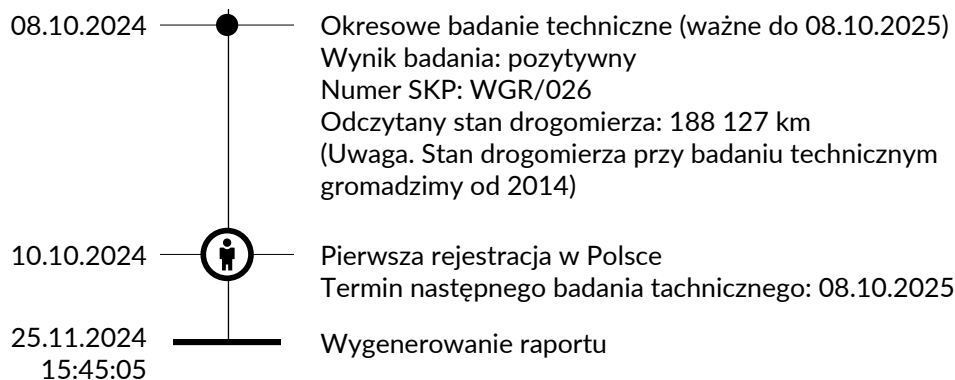 08.10.2024
Okresowe badanie techniczne (ważne do 08.10.2025)
Wynik badania: pozytywny
Numer SKP: WGR/026
Odczytany stan drogomierza: 188 127 km
(Uwaga. Stan drogomierza przy badaniu technicznym
gromadzimy od 2014)
10.10.2024
Pierwsza rejestracja w Polsce
Termin następnego badania tachnicznego: 08.10.2025
25.11.2024
15:45:05
Wygenerowanie raportu